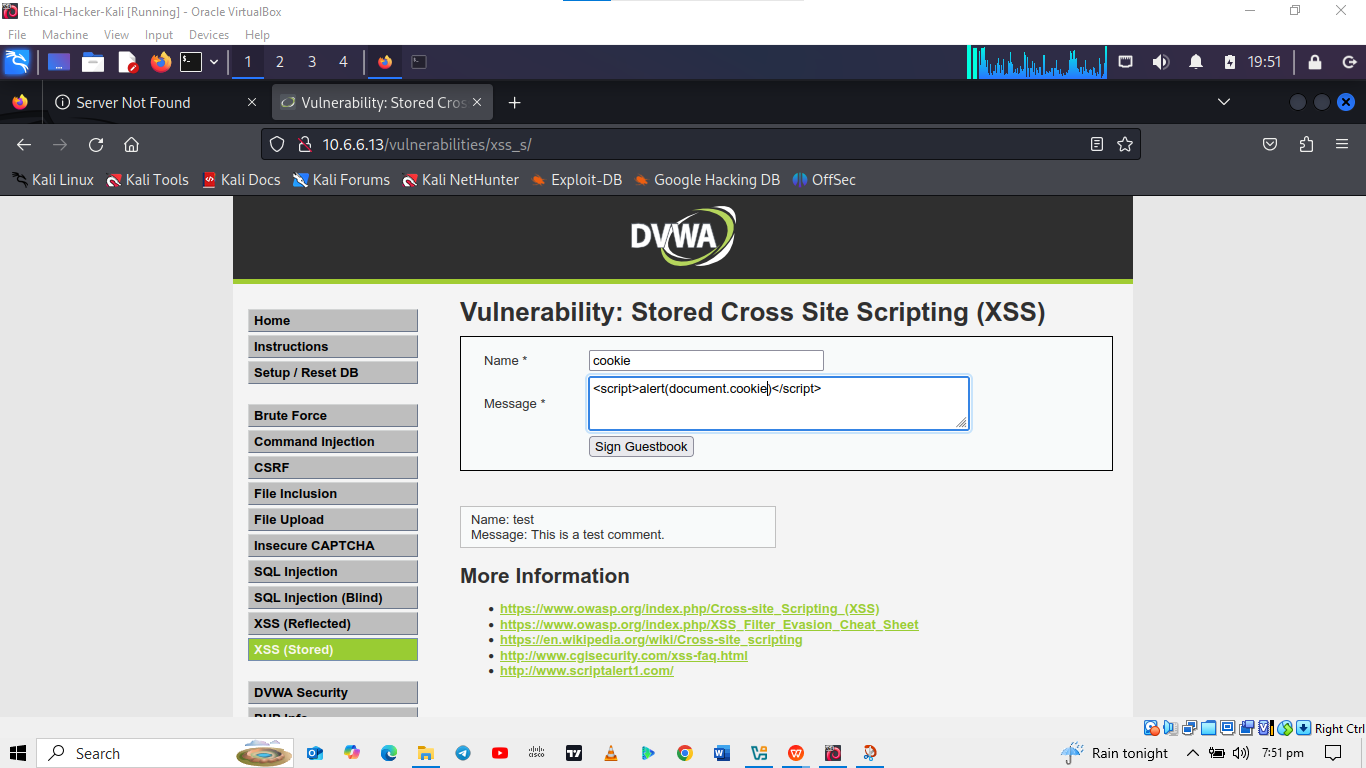 Ethical-Hacker-Kali [Running] - Oracle VirtualBox
File Machine View Input Devices Help
1 2 3 4 19:51
Server Not Found Vulnerability: Stored Cros
10.6.6.13/vulnerabilities/xss_s/
Kali Linux Kali Tools Kali Docs Kali Forums Kali NetHunter Exploit-DB Google Hacking DB OffSec
DVWA
Home
Instructions
Setup / Reset DB
Brute Force
Command Injection
CSRF
File Inclusion
File Upload
Insecure CAPTCHA
SQL Injection
SQL Injection (Blind)
XSS (Reflected)
XSS (Stored)
DVWA Security
PHP Info
Vulnerability: Stored Cross Site Scripting (XSS)
Name * cookie
Message * <script>alert(document.cookie)</script>
Sign Guestbook
Name: test
Message: This is a test comment.
More Information
https://www.owasp.org/index.php/Cross-site_Scripting_(XSS)
https://www.owasp.org/index.php/XSS_Filter_Evasion_Cheat_Sheet
https://en.wikipedia.org/wiki/Cross-site_scripting
http://www.cgisecurity.com/xss-faq.html
http://www.scriptalert1.com/
Right Ctrl
Search Rain tonight 7:51 pm